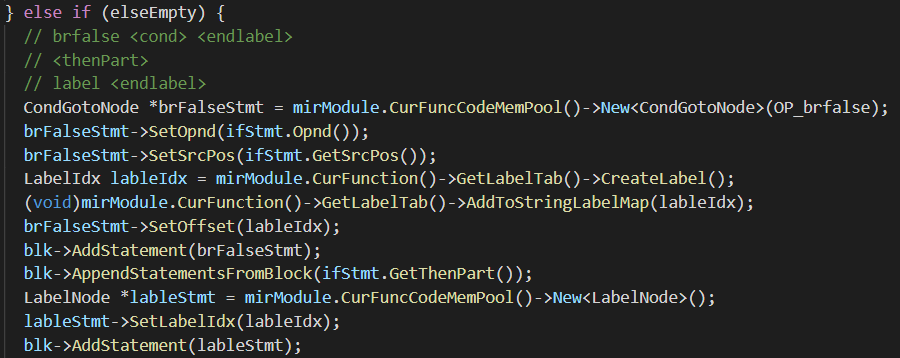 } else if (elseEmpty) {
// brfalse <cond> <endlabel>
// <thenPart>
// label <endlabel>
CondGotoNode *brFalseStmt = mirModule.CurFuncCodeMemPool()->New<CondGotoNode>(OP_brfalse);
brFalseStmt->SetOpnd(ifStmt.Opnd());
brFalseStmt->SetSrcPos(ifStmt.GetSrcPos());
LabelIdx lableIdx = mirModule.CurFunction()->GetLabelTab()->CreateLabel();
(void)mirModule.CurFunction()->GetLabelTab()->AddToStringLabelMap(lableIdx);
brFalseStmt->SetOffset(lableIdx);
blk->AddStatement(brFalseStmt);
blk->AppendStatementsFromBlock(ifStmt.GetThenPart());
LabelNode *lableStmt = mirModule.CurFuncCodeMemPool()->New<LabelNode>();
lableStmt->SetLabelIdx(lableIdx);
blk->AddStatement(lableStmt);